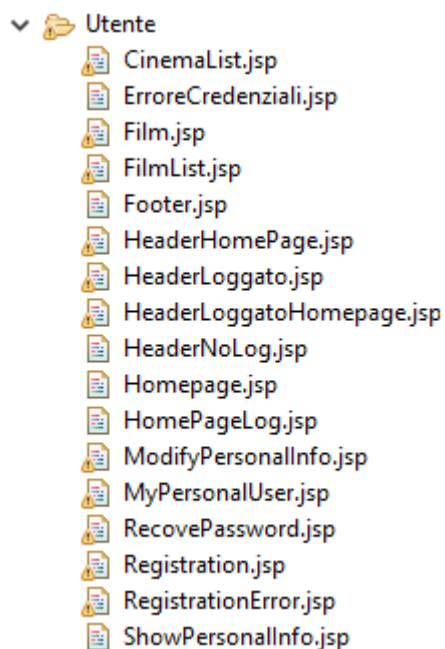 Utente
CinemaList.jsp
ErroreCredenziali.jsp
Film.jsp
FilmList.jsp
Footer.jsp
HeaderHomePage.jsp
HeaderLoggato.jsp
HeaderLoggatoHomepage.jsp
HeaderNoLog.jsp
Homepage.jsp
HomePageLog.jsp
ModifyPersonalInfo.jsp
MyPersonalUser.jsp
RecovePassword.jsp
Registration.jsp
RegistrationError.jsp
ShowPersonalInfo.jsp